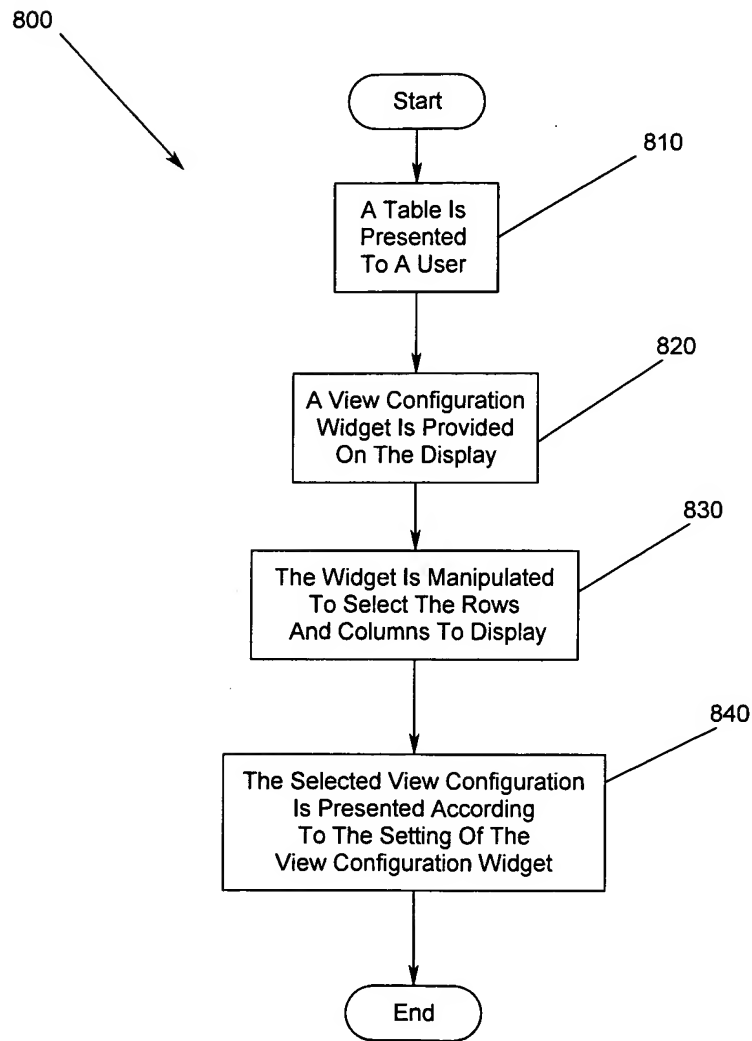 800
Start
810
A Table Is
Presented
To A User
820
A View Configuration
Widget Is Provided
On The Display
830
The Widget Is Manipulated
To Select The Rows
And Columns To Display
840
The Selected View Configuration
Is Presented According
To The Setting Of The
View Configuration Widget
End